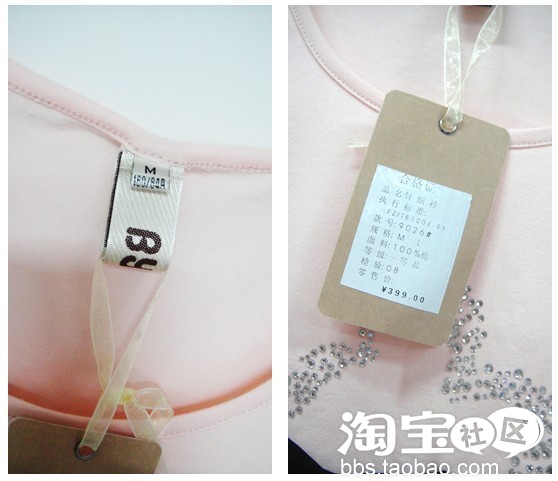 M
160/84A
合格证
品名:针织衫
执行标准:
FZ/181004-91
款号:9026#
规格:M L
面料:100%棉
等级:一等品
检验:08
零售价:
¥399.00
淘宝社区
bbs.taobao.com